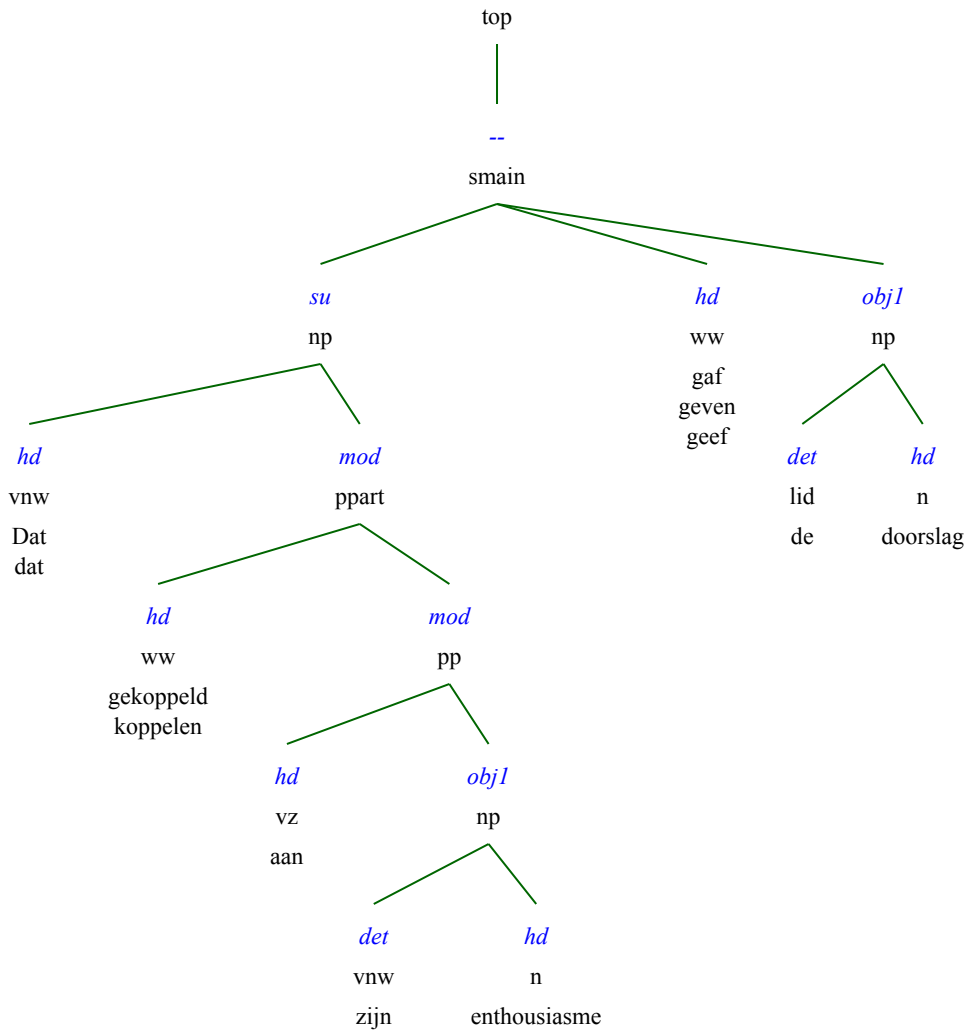 top
--
smain
su hd obj1
np ww np
gaf
geven
geef
hd mod det hd
vnw ppart lid n
Dat de doorslag
dat
hd mod
ww pp
gekoppeld
koppelen
hd obj1
vz np
aan
det hd
vnw n
zijn enthousiasme